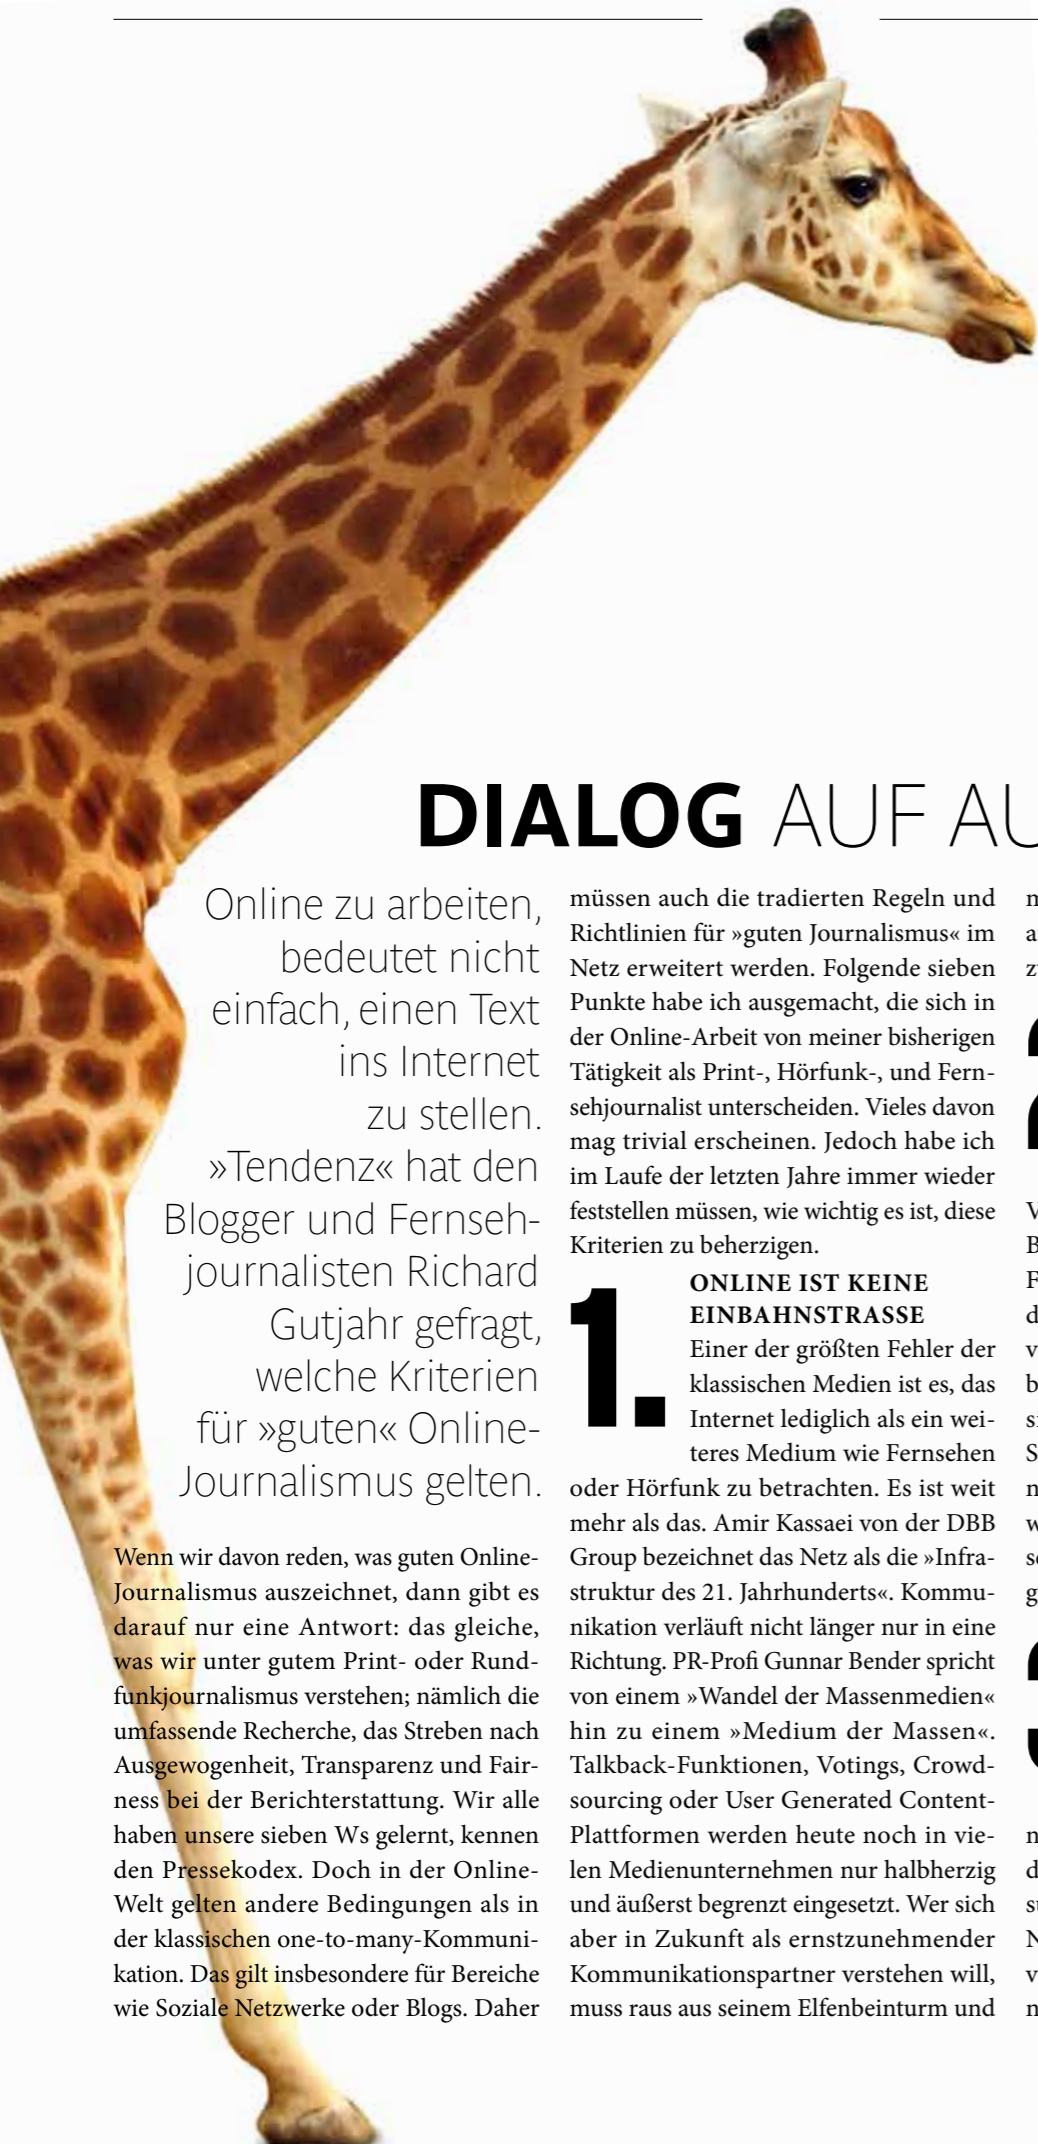 DIALOG AUF AU
Online zu arbeiten,
bedeutet nicht
einfach, einen Text
ins Internet
zu stellen.
»Tendenz« hat den
Blogger und Fernseh-
journalisten Richard
Gutjahr gefragt,
welche Kriterien
für »guten« Online-
Journalismus gelten.
Wenn wir davon reden, was guten Online-
Journalismus auszeichnet, dann gibt es
darauf nur eine Antwort: das gleiche,
was wir unter gutem Print- oder Rund-
funkjournalismus verstehen; nämlich die
umfassende Recherche, das Streben nach
Ausgewogenheit, Transparenz und Fair-
ness bei der Berichterstattung. Wir alle
haben unsere sieben Ws gelernt, kennen
den Pressekodex. Doch in der Online-
Welt gelten andere Bedingungen als in
der klassischen one-to-many-Kommuni-
kation. Das gilt insbesondere für Bereiche
wie Soziale Netzwerke oder Blogs. Daher
müssen auch die tradierten Regeln und
Richtlinien für »guten Journalismus« im
Netz erweitert werden. Folgende sieben
Punkte habe ich ausgemacht, die sich in
der Online-Arbeit von meiner bisherigen
Tätigkeit als Print-, Hörfunk-, und Fern-
sehjournalist unterscheiden. Vieles davon
mag trivial erscheinen. Jedoch habe ich
im Laufe der letzten Jahre immer wieder
feststellen müssen, wie wichtig es ist, diese
Kriterien zu beherzigen.
1.
ONLINE IST KEINE
EINBAHNSTRASSE
Einer der größten Fehler der
klassischen Medien ist es, das
Internet lediglich als ein wei-
teres Medium wie Fernsehen
oder Hörfunk zu betrachten. Es ist weit
mehr als das. Amir Kassaei von der DBB
Group bezeichnet das Netz als die »Infra-
struktur des 21. Jahrhunderts«. Kommu-
nikation verläuft nicht länger nur in eine
Richtung. PR-Profi Gunnar Bender spricht
von einem »Wandel der Massenmedien«
hin zu einem »Medium der Massen«.
Talkback-Funktionen, Votings, Crowd-
sourcing oder User Generated Content-
Plattformen werden heute noch in vie-
len Medienunternehmen nur halbherzig
und äußerst begrenzt eingesetzt. Wer sich
aber in Zukunft als ernstzunehmender
Kommunikationspartner verstehen will,
muss raus aus seinem Elfenbeinturm und